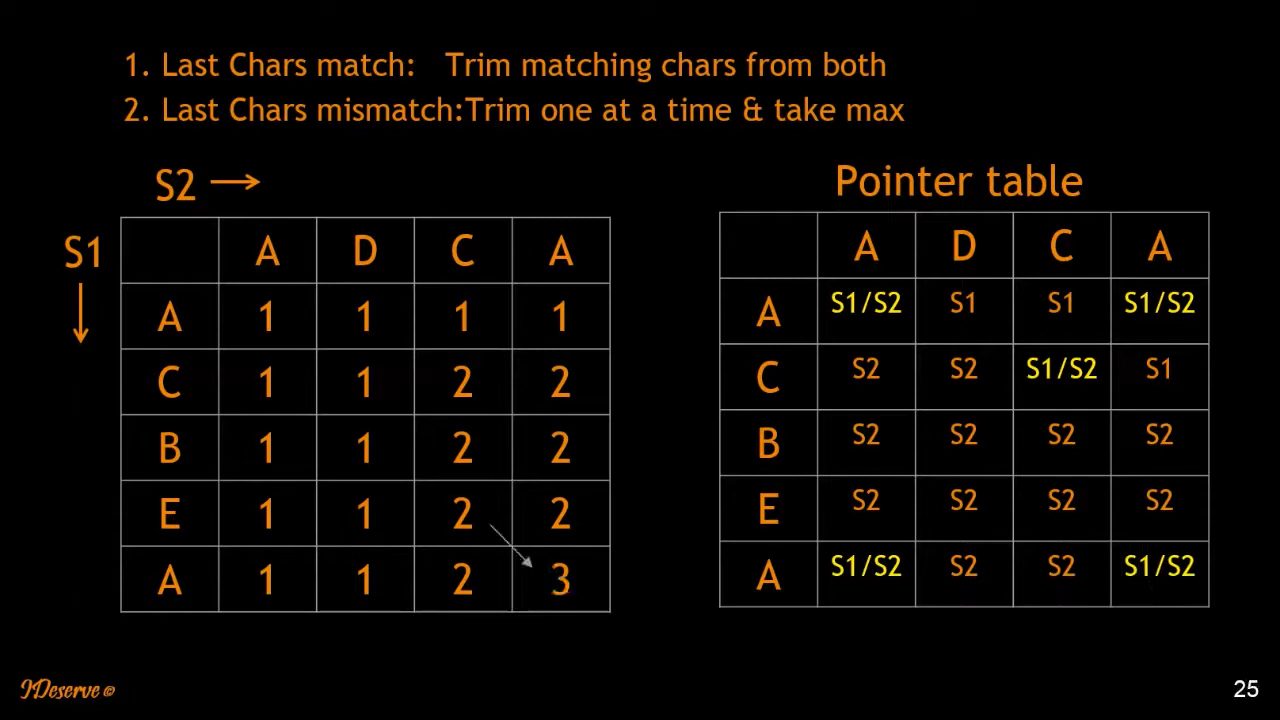 1. Last Chars match: Trim matching chars from both
2. Last Chars mismatch:Trim one at a time & take max
S2
S1
A D C A
A 1 1 1 1
C 1 1 2 2
B 1 1 2 2
E 1 1 2 2
A 1 1 2 3
Pointer table
A D C A
A S1/S2 S1 S1 S1/S2
C S2 S2 S1/S2 S1
B S2 S2 S2 S2
E S2 S2 S2 S2
A S1/S2 S2 S2 S1/S2
IDeserve ©
25